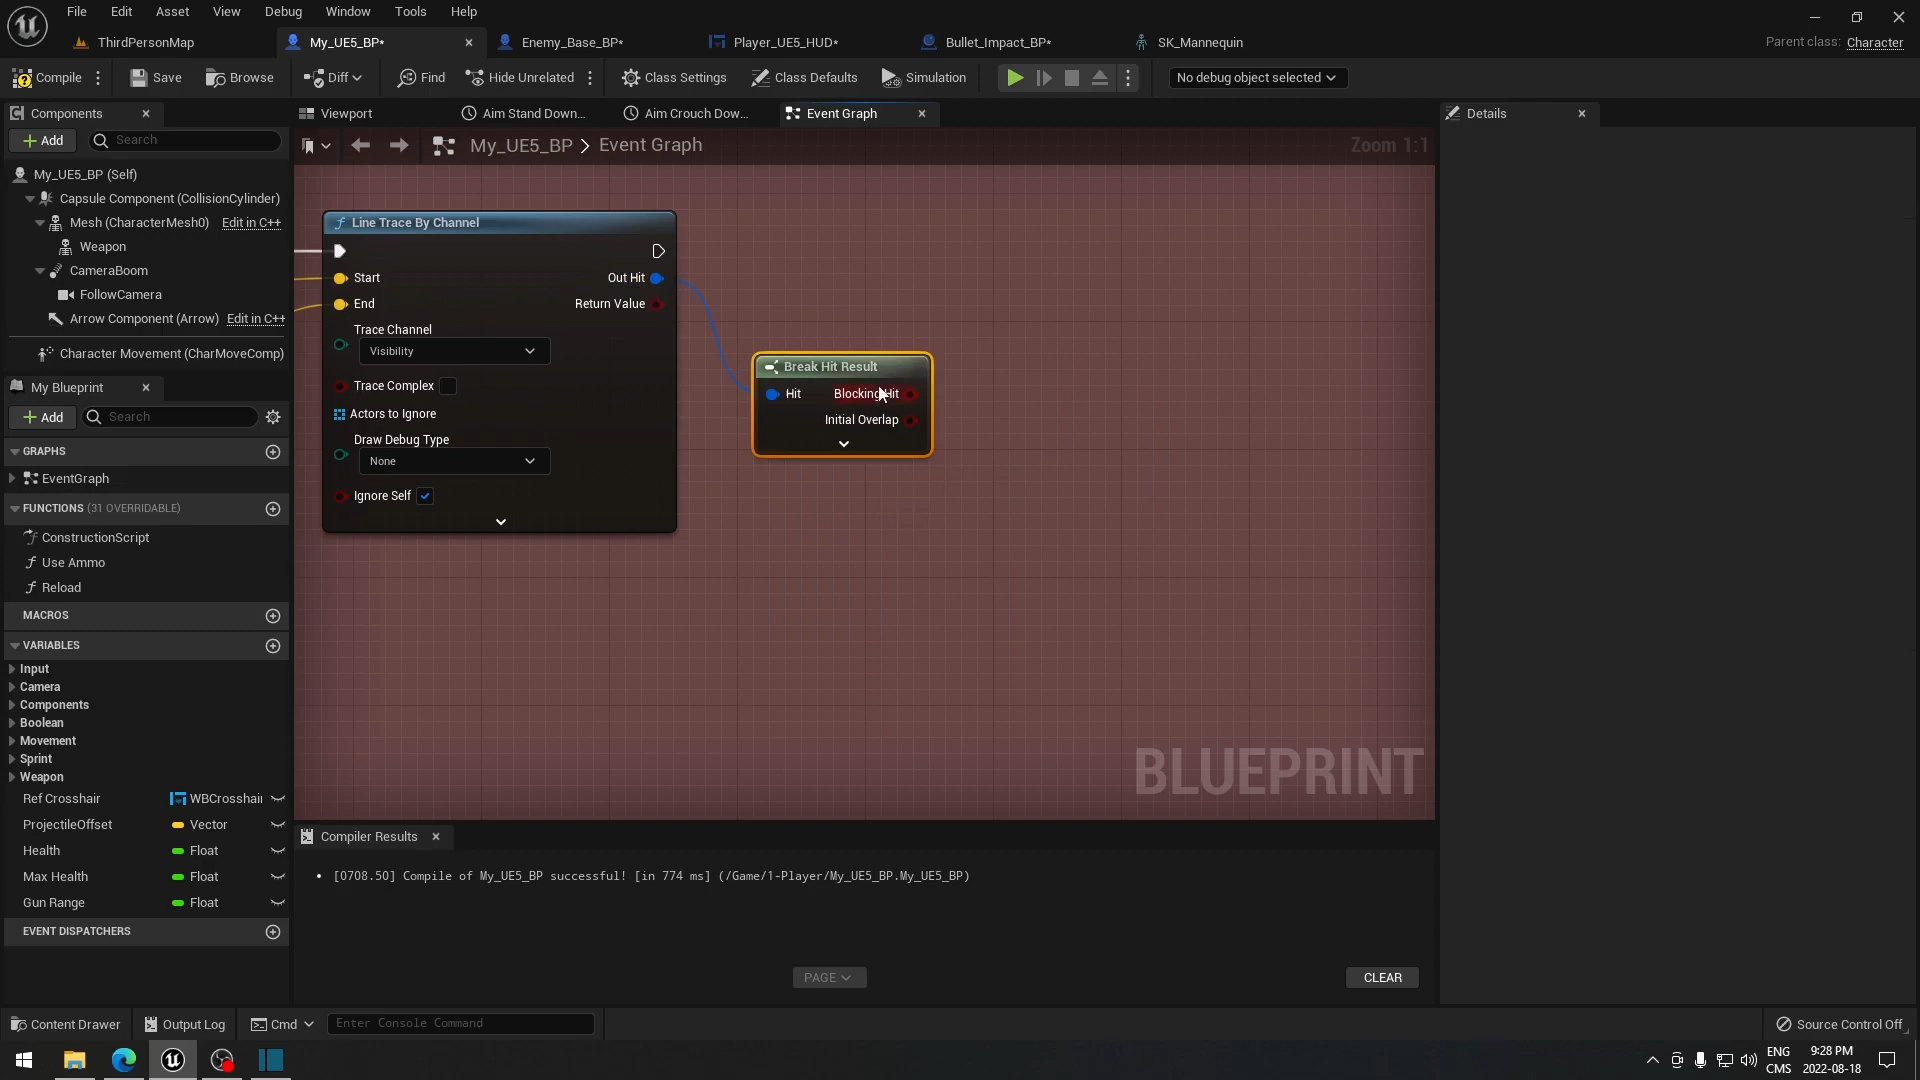 File Edit Asset View Debug Window Tools Help
ThirdPersonMap My_UE5_BP* Enemy_Base_BP* Player_UE5_HUD* Bullet_Impact_BP* SK_Mannequin Parent class: Character
Compile Save Browse Diff Find Hide Unrelated Class Settings Class Defaults Simulation No debug object selected
Components Viewport Aim Stand Down... Aim Crouch Dow... Event Graph Details
Add Search My_UE5_BP > Event Graph Zoom 1:1
My_UE5_BP (Self)
Capsule Component (CollisionCylinder)
Mesh (CharacterMesh0) Edit in C++
Weapon
CameraBoom
FollowCamera
Arrow Component (Arrow) Edit in C++
Character Movement (CharMoveComp)
My Blueprint
Add Search
GRAPHS
EventGraph
FUNCTIONS (31 OVERRIDABLE)
ConstructionScript
Use Ammo
Reload
MACROS
VARIABLES
Input
Camera
Components
Boolean
Movement
Sprint
Weapon
Ref Crosshair WBCrosshair
ProjectileOffset Vector
Health Float
Max Health Float
Gun Range Float
EVENT DISPATCHERS
Line Trace By Channel
Start Out Hit
End Return Value
Trace Channel
Visibility
Trace Complex
Actors to Ignore
Draw Debug Type
None
Ignore Self
Break Hit Result
Hit Blocking Hit
Initial Overlap
BLUEPRINT
Compiler Results
[0708.50] Compile of My_UE5_BP successful! [in 774 ms] (/Game/1-Player/My_UE5_BP.My_UE5_BP)
PAGE CLEAR
Content Drawer Output Log Cmd Enter Console Command Source Control Off
ENG 9:28 PM
CMS 2022-08-18